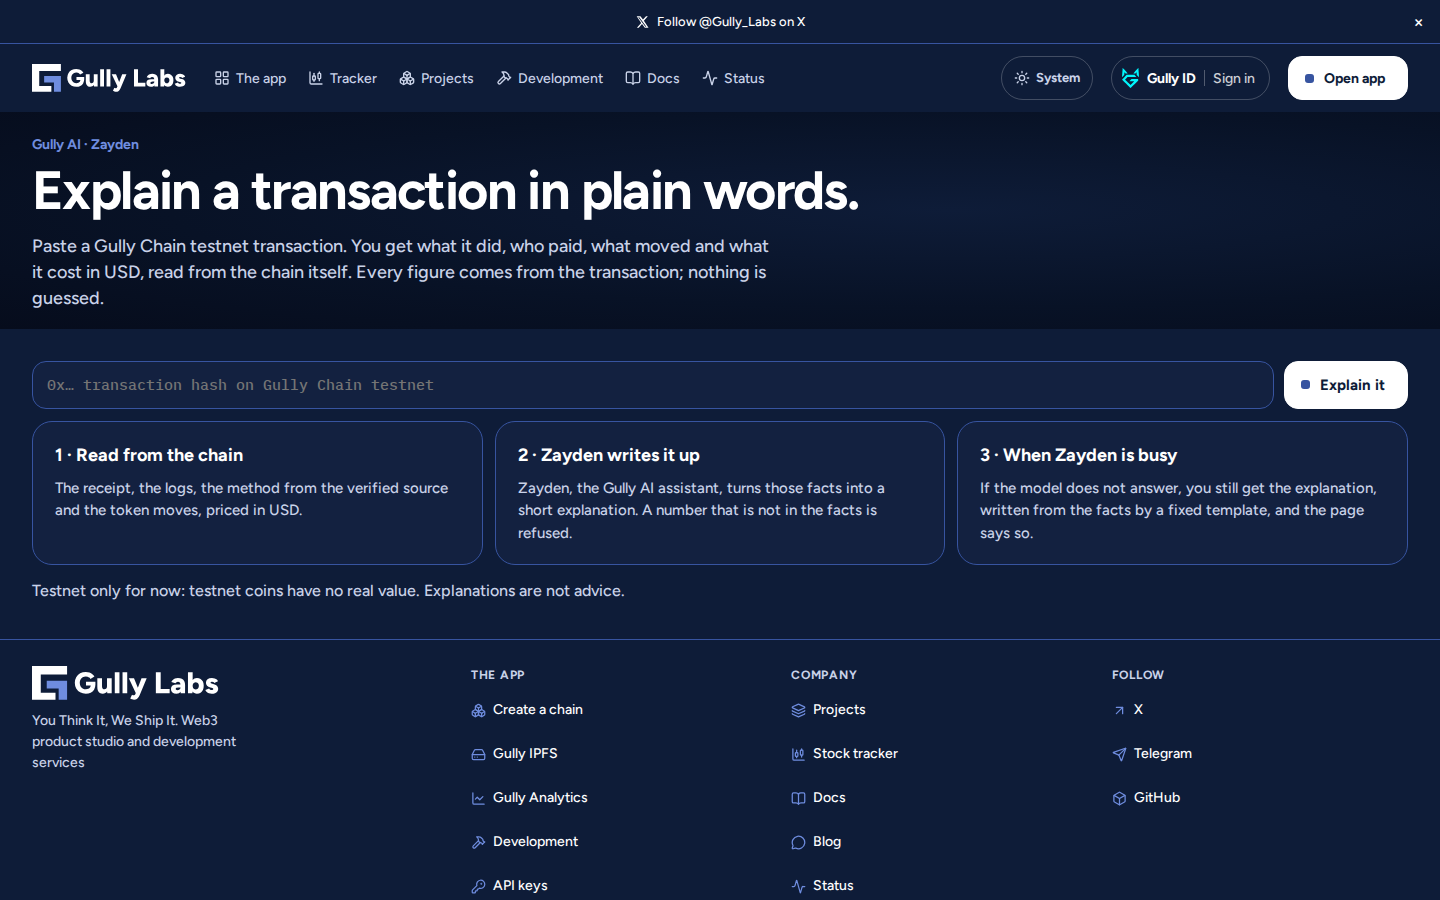 Follow @Gully_Labs on X
×
Gully Labs
The app
Tracker
Projects
Development
Docs
Status
System
Gully ID
Sign in
Open app
Gully AI · Zayden
Explain a transaction in plain words.
Paste a Gully Chain testnet transaction. You get what it did, who paid, what moved and what
it cost in USD, read from the chain itself. Every figure comes from the transaction; nothing is
guessed.
0x… transaction hash on Gully Chain testnet
Explain it
1 · Read from the chain
The receipt, the logs, the method from the verified source
and the token moves, priced in USD.
2 · Zayden writes it up
Zayden, the Gully AI assistant, turns those facts into a
short explanation. A number that is not in the facts is
refused.
3 · When Zayden is busy
If the model does not answer, you still get the explanation,
written from the facts by a fixed template, and the page
says so.
Testnet only for now: testnet coins have no real value. Explanations are not advice.
Gully Labs
You Think It, We Ship It. Web3
product studio and development
services
THE APP
Create a chain
Gully IPFS
Gully Analytics
Development
API keys
COMPANY
Projects
Stock tracker
Docs
Blog
Status
FOLLOW
X
Telegram
GitHub